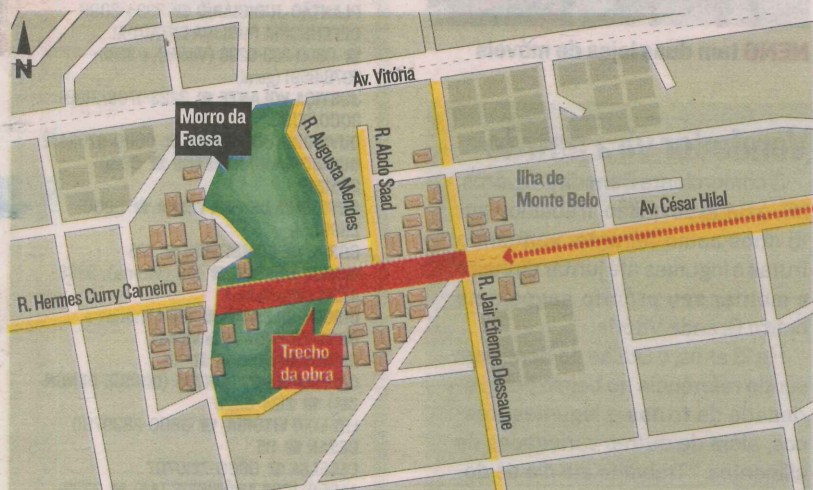 N
Av. Vitória
Morro da
Faesa
R. Augusta Mendes
R. Abdo Saad
Ilha de
Monte Belo
Av. César Hilal
R. Hermes Curry Carneiro
R. Jair Etienne Dessaune
Trecho
da obra